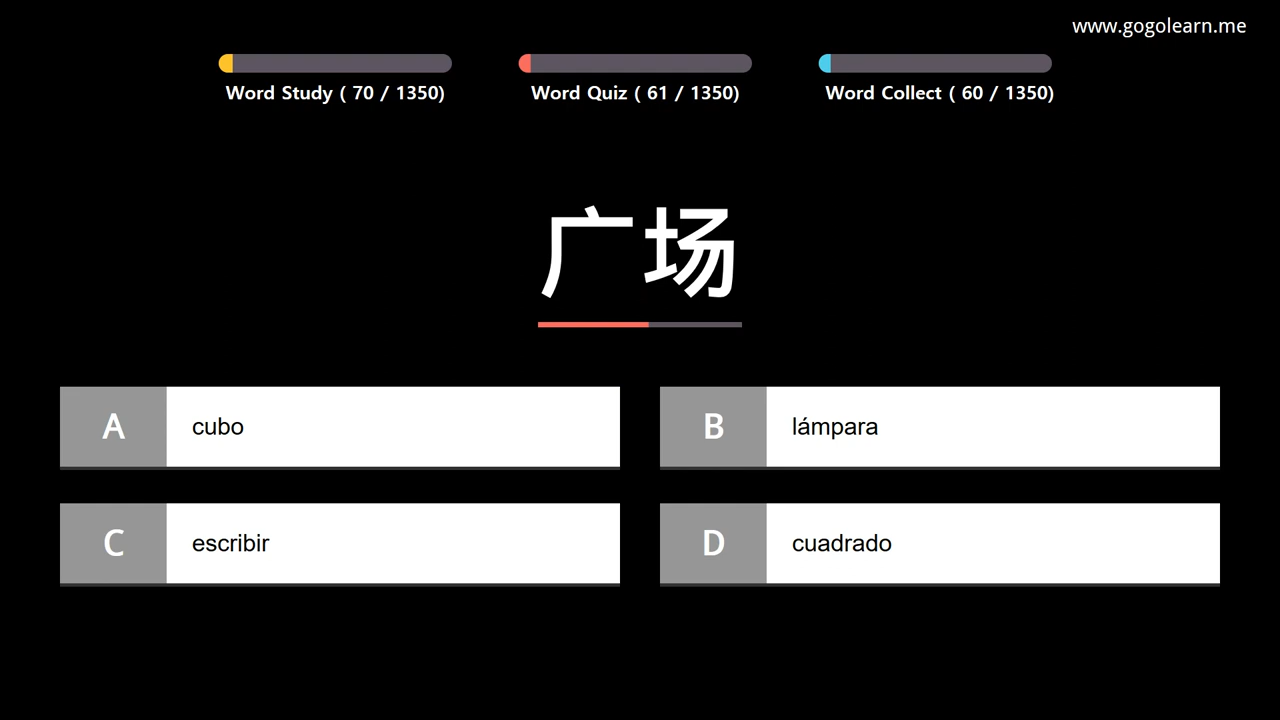 www.gogolearn.me
Word Study ( 70 / 1350)
Word Quiz ( 61 / 1350)
Word Collect ( 60 / 1350)
广场
A cubo
B lámpara
C escribir
D cuadrado